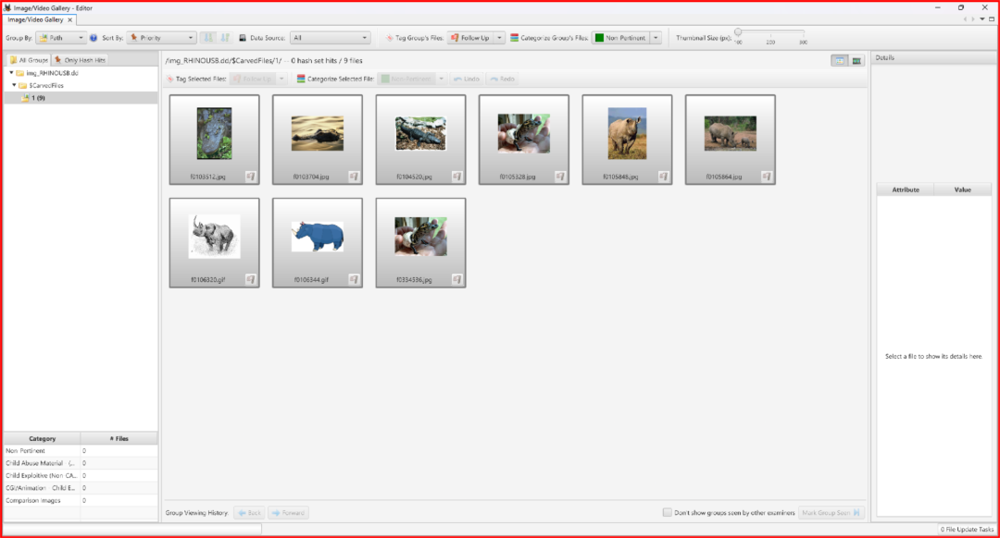 Image/Video Gallery - Editor
Image/Video Gallery
Group By: Path Sort By: Priority Data Source: All Tag Group's Files: Follow Up Categorize Group's Files: Non-Pertinent Thumbnail Size (px): 100 200 300
All Groups Only Hash Hits
img_RHINOUSB.dd
$CarvedFiles
1 (9)
/img_RHINOUSB.dd/$CarvedFiles/1/ -- 0 hash set hits / 9 files
Tag Selected Files: Follow Up Categorize Selected File: Non-Pertinent Undo Redo
f0103512.jpg
f0103704.jpg
f0104520.jpg
f0105328.jpg
f0105848.jpg
f0105864.jpg
f0106320.gif
f0106344.gif
f0334536.jpg
Details
Attribute Value
Select a file to show its details here.
Category # Files
Non-Pertinent 0
Child Abuse Material - (... 0
Child Exploitive (Non-CA... 0
CGI/Animation - Child E... 0
Comparison Images 0
Group Viewing History: Back Forward
Don't show groups seen by other examiners Mark Group Seen
0 File Update Tasks